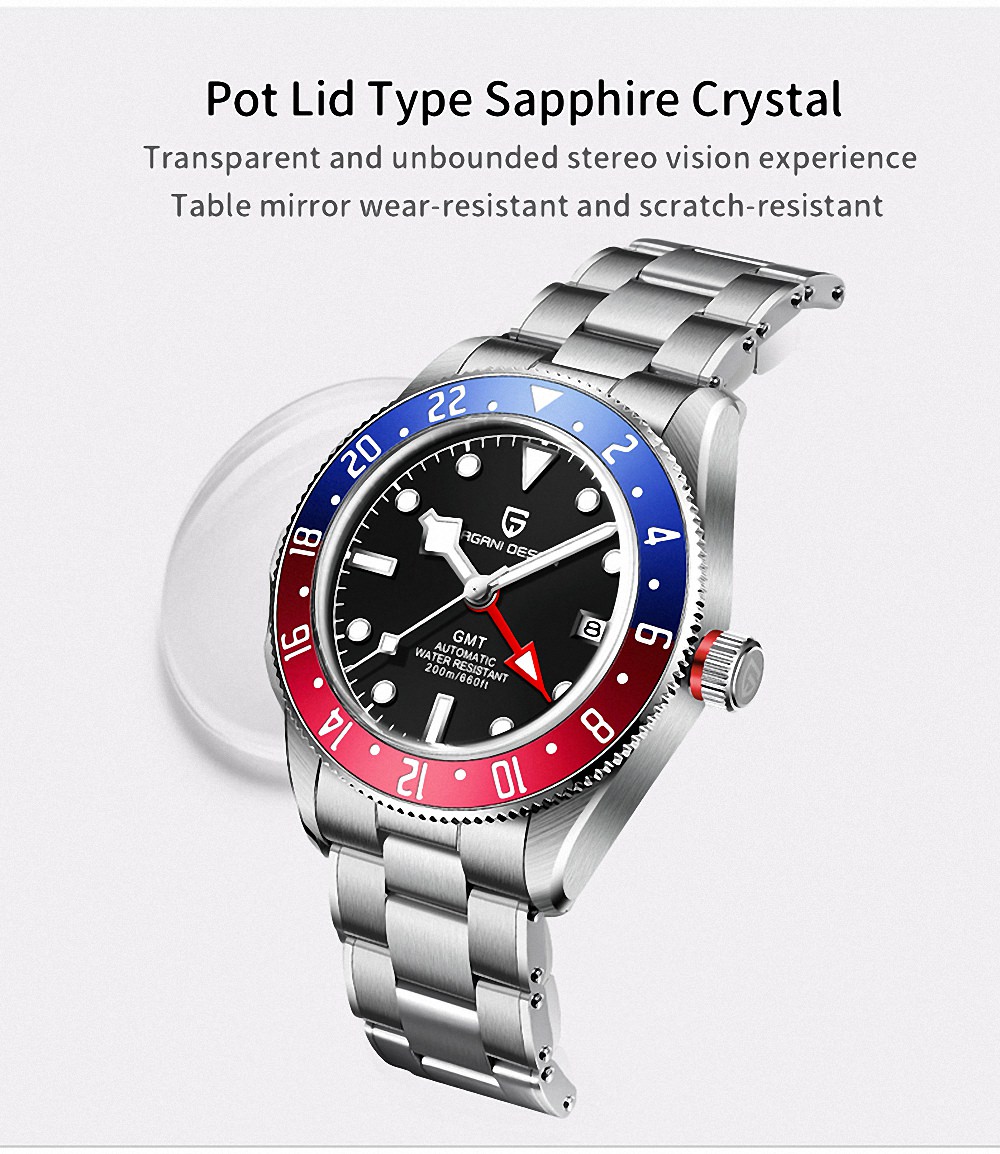 Pot Lid Type Sapphire Crystal
Transparent and unbounded stereo vision experience
Table mirror wear-resistant and scratch-resistant
22
2
20
4
18
6
16
8
14
10
12
8
GMT
AUTOMATIC
WATER RESISTANT
200m/660ft